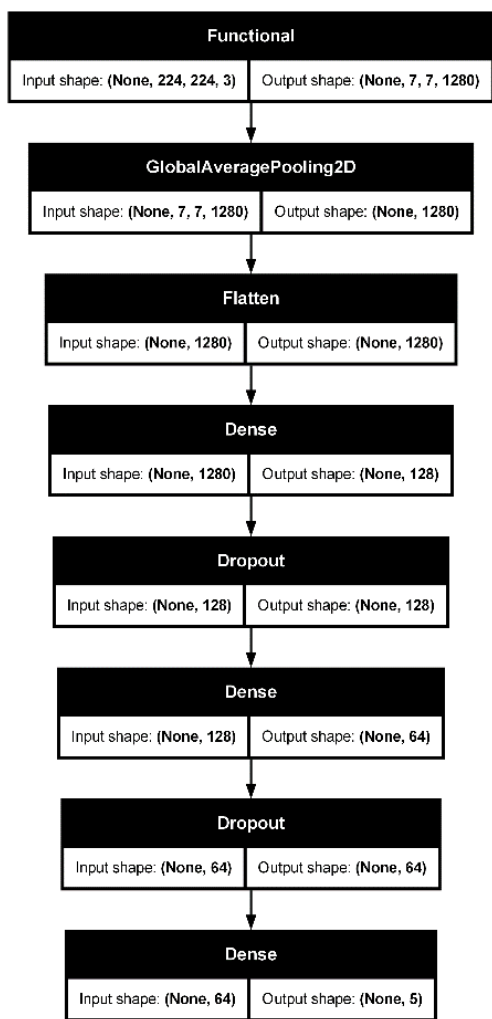 Functional
Input shape: (None, 224, 224, 3) Output shape: (None, 7, 7, 1280)
GlobalAveragePooling2D
Input shape: (None, 7, 7, 1280) Output shape: (None, 1280)
Flatten
Input shape: (None, 1280) Output shape: (None, 1280)
Dense
Input shape: (None, 1280) Output shape: (None, 128)
Dropout
Input shape: (None, 128) Output shape: (None, 128)
Dense
Input shape: (None, 128) Output shape: (None, 64)
Dropout
Input shape: (None, 64) Output shape: (None, 64)
Dense
Input shape: (None, 64) Output shape: (None, 5)